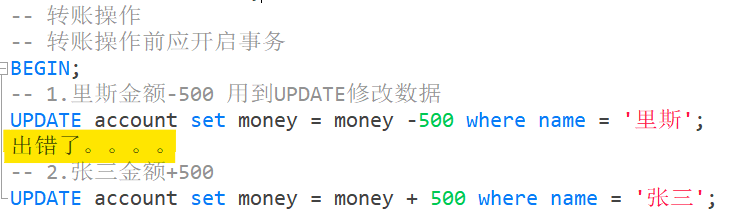 -- 转账操作
-- 转账操作前应开启事务
BEGIN;
-- 1.里斯金额-500 用到UPDATE修改数据
UPDATE account set money = money -500 where name = '里斯';
出错了。。。。
-- 2.张三金额+500
UPDATE account set money = money + 500 where name = '张三';